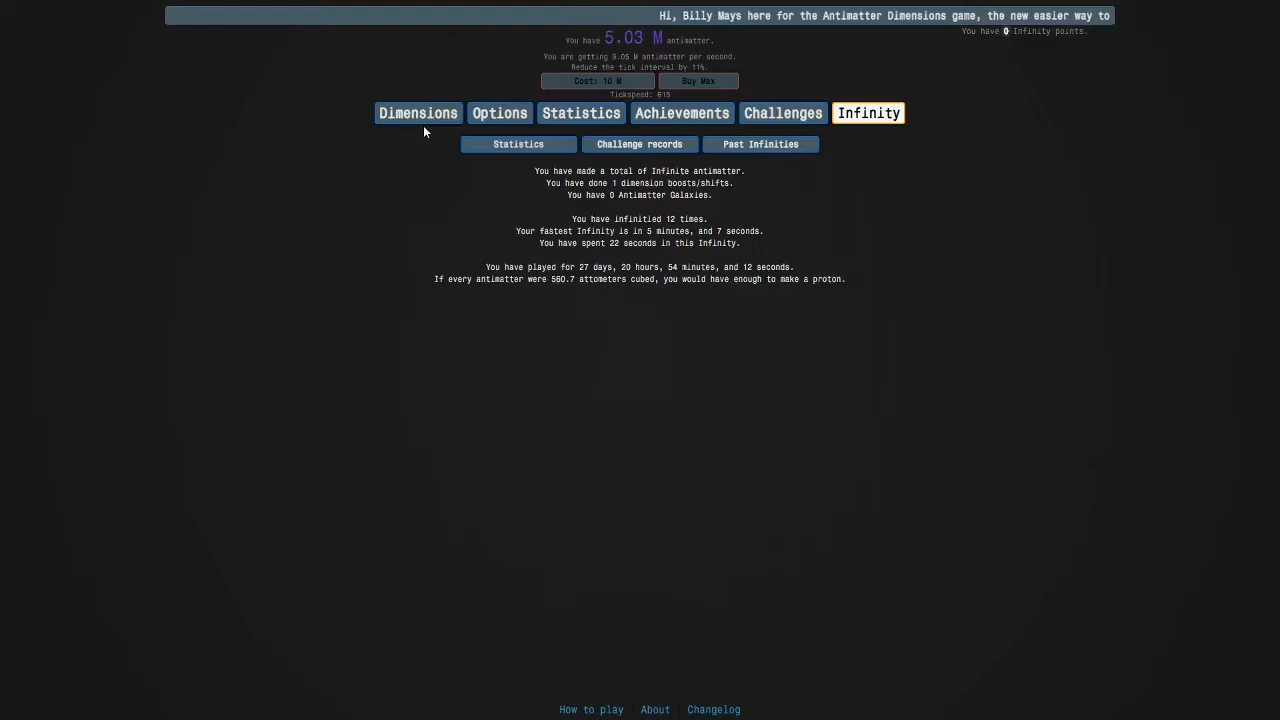 Hi, Billy Mays here for the Antimatter Dimensions game, the new easier way to
You have 5.03 M antimatter.
You have 0 Infinity points.
You are getting 9.05 M antimatter per second.
Reduce the tick interval by 11%.
Cost: 10 M Buy Max
Tickspeed: 615
Dimensions Options Statistics Achievements Challenges Infinity
Statistics Challenge records Past Infinities
You have made a total of Infinite antimatter.
You have done 1 dimension boosts/shifts.
You have 0 Antimatter Galaxies.
You have infinitied 12 times.
Your fastest Infinity is in 5 minutes, and 7 seconds.
You have spent 22 seconds in this Infinity.
You have played for 27 days, 20 hours, 54 minutes, and 12 seconds.
If every antimatter were 560.7 attometers cubed, you would have enough to make a proton.
How to play | About | Changelog